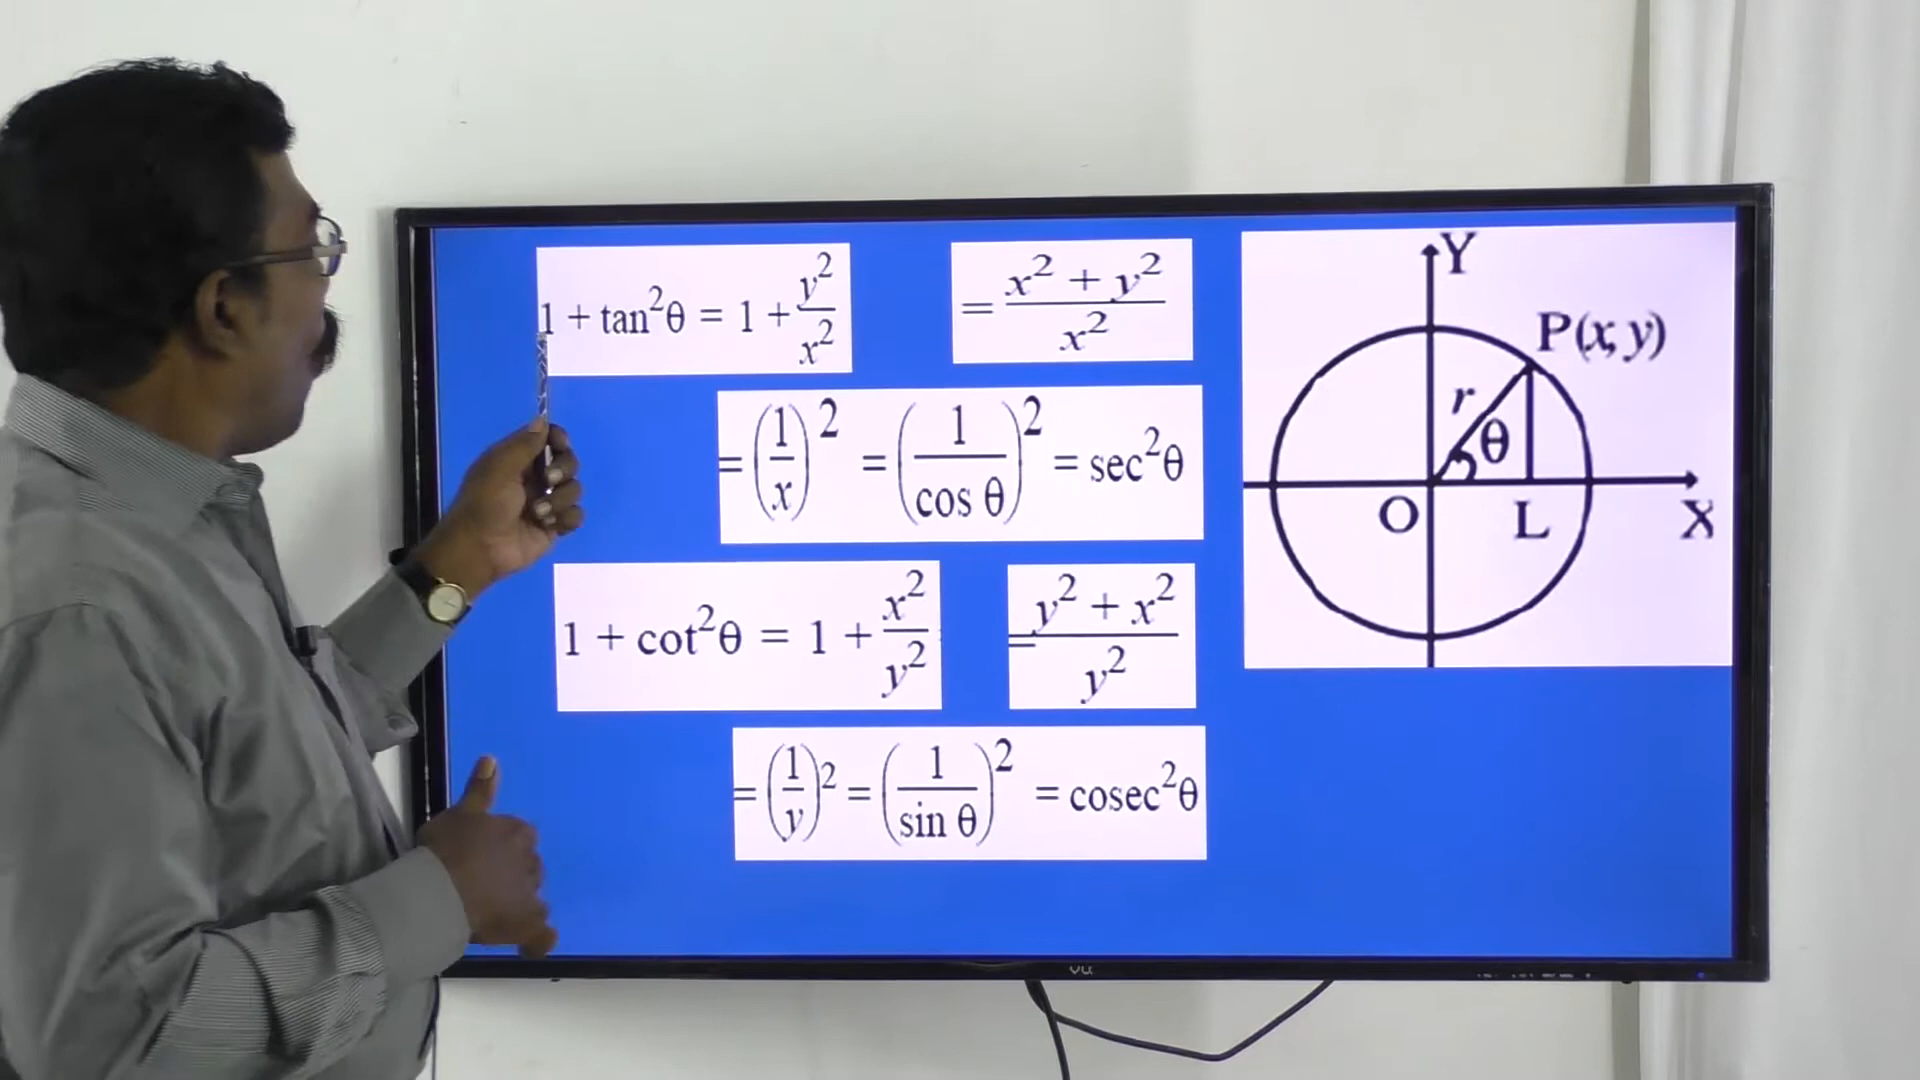 1 + tan²θ = 1 + y²/x²
= x² + y²/x²
= (1/x)² = (1/cos θ)² = sec²θ
1 + cot²θ = 1 + x²/y²
= y² + x²/y²
= (1/y)² = (1/sin θ)² = cosec²θ
Y
P(x, y)
r
θ
O
L
X
vu